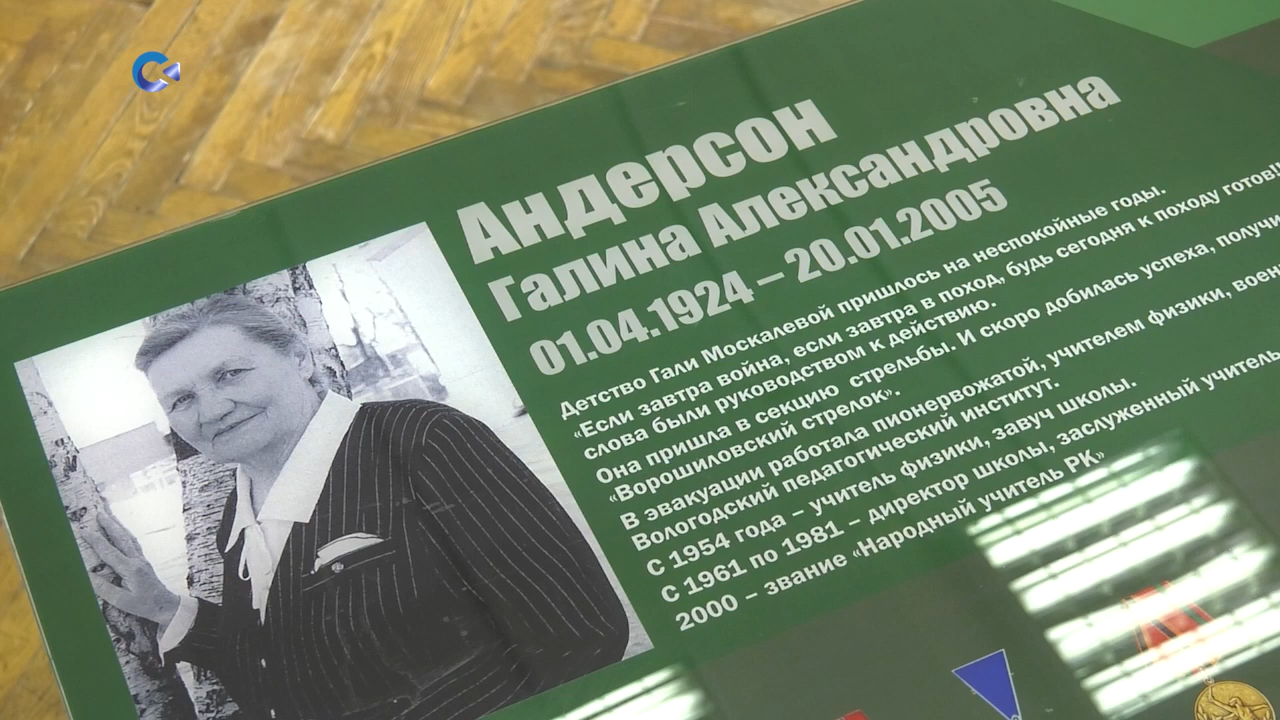 Андерсон
Галина Александровна
01.04.1924 – 20.01.2005
Детство Гали Москалевой пришлось на неспокойные годы.
«Если завтра война, если завтра в поход, будь сегодня к походу готов!!
слова были руководством к действию.
Она пришла в секцию стрельбы. И скоро добилась успеха, получи
«Ворошиловский стрелок».
В эвакуации работала пионервожатой, учителем физики, воен
Вологодский педагогический институт.
С 1954 года – учитель физики, завуч школы.
С 1961 по 1981 – директор школы, заслуженный учитель
2000 – звание «Народный учитель РК»